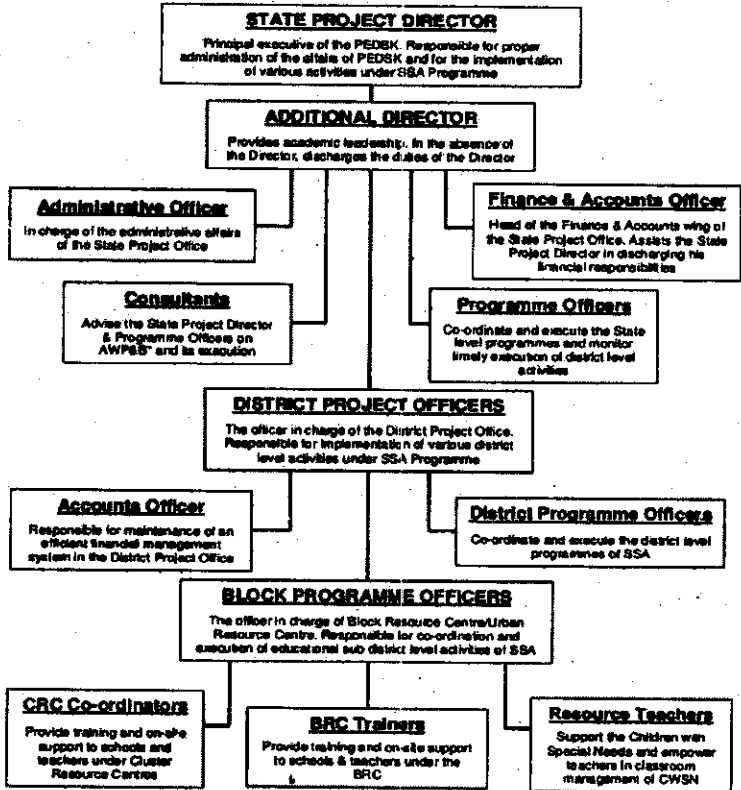 STATE PROJECT DIRECTOR
Principal executive of the PEDSK. Responsible for proper
administration of the affairs of PEDSK and for the implementation
of various activities under SSA Programme
ADDITIONAL DIRECTOR
Provides academic leadership. In the absence of
the Director, discharges the duties of the Director
Administrative Officer
In charge of the administrative affairs
of the State Project Office
Finance & Accounts Officer
Head of the Finance & Accounts wing of
the State Project Office. Assists the State
Project Director in discharging his
financial responsibilities
Consultants
Advise the State Project Director
& Programme Officers on
AWP&B* and its execution
Programme Officers
Co-ordinate and execute the State
level programmes and monitor
timely execution of district level
activities
DISTRICT PROJECT OFFICERS
The officer in charge of the District Project Office.
Responsible for implementation of various district
level activities under SSA Programme
Accounts Officer
Responsible for maintenance of an
efficient financial management
system in the District Project Office
District Programme Officers
Co-ordinate and execute the district level
programmes of SSA
BLOCK PROGRAMME OFFICERS
The officer in charge of Block Resource Centre/Urban
Resource Centre. Responsible for co-ordination and
execution of educational sub district level activities of SSA
CRC Co-ordinators
Provide training and on-site
support to schools and
teachers under Cluster
Resource Centres
BRC Trainers
Provide training and on-site support
to schools & teachers under the
BRC
Resource Teachers
Support the Children with
Special Needs and empower
teachers in classroom
management of CWSN